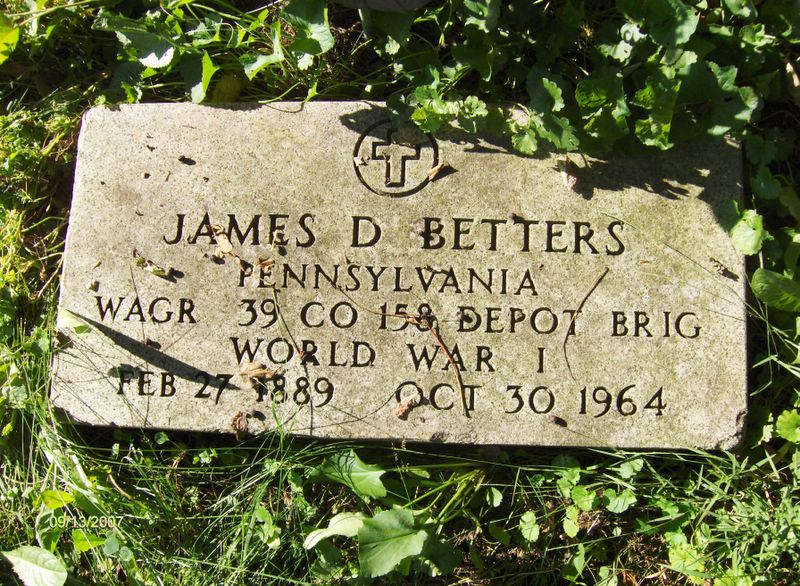 JAMES D BETTERS
PENNSYLVANIA
WAGR 39 CO 158 DEPOT BRIG
WORLD WAR I
FEB 27 1889 OCT 30 1964
09/13/2007